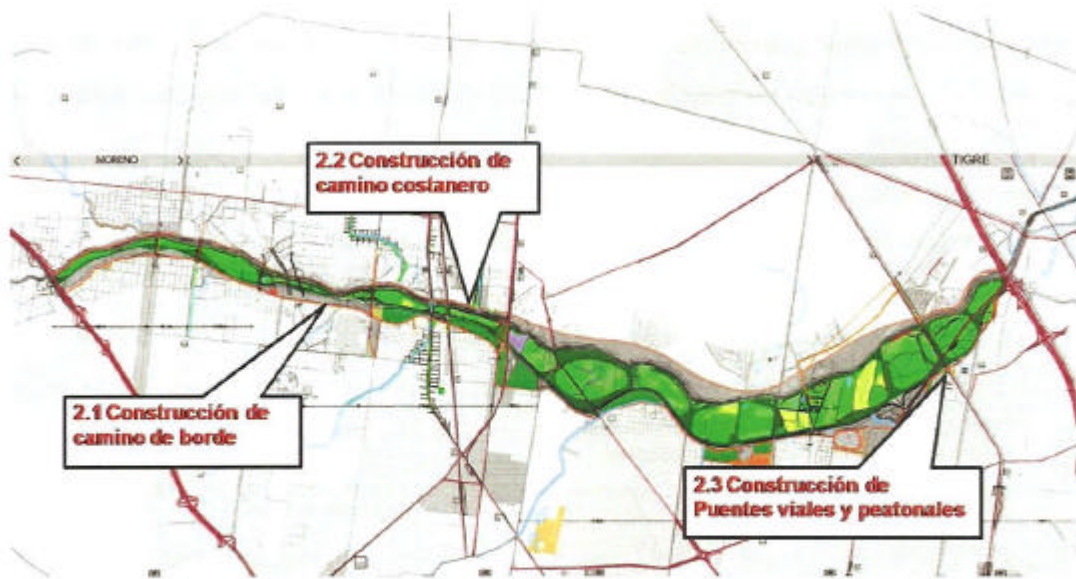 MORENO
TIGRE
2.2 Construcción de
camino costanero
2.1 Construcción de
camino de borde
2.3 Construcción de
Puentes viales y peatonales